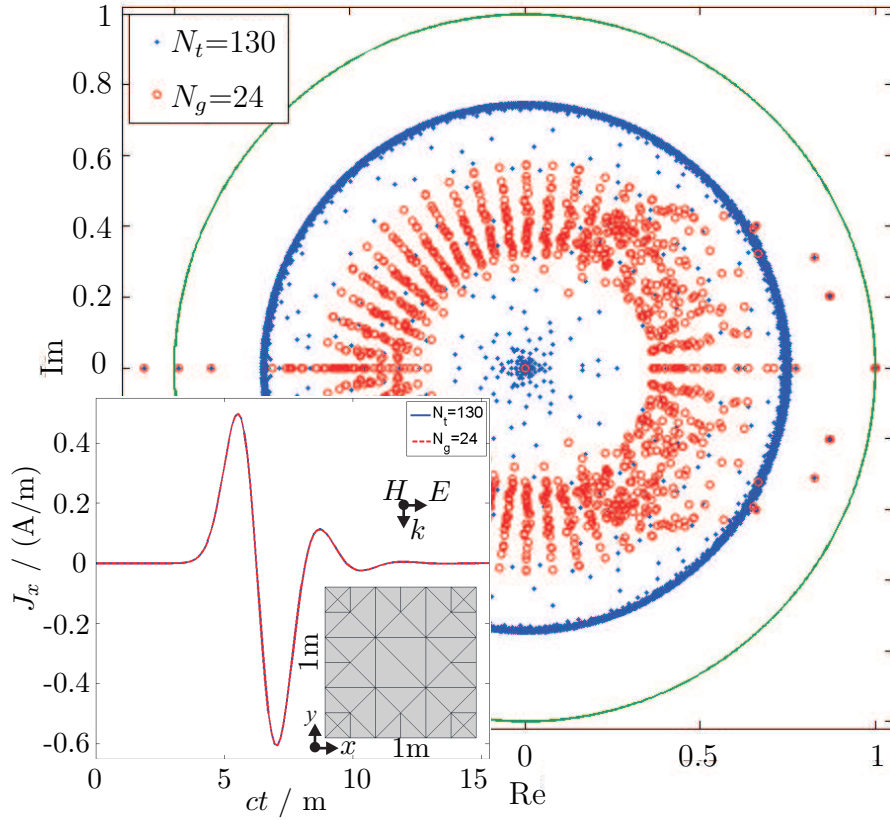 1
N_t=130
N_g=24
0.8
0.6
0.4
0.2
0
Im
N_t=130
N_g=24
0.4
0.2
0
-0.2
-0.4
-0.6
J_x / (A/m)
H E
k
1m
y
x
1m
0 5 10 15
ct / m
0 0.5 1
Re